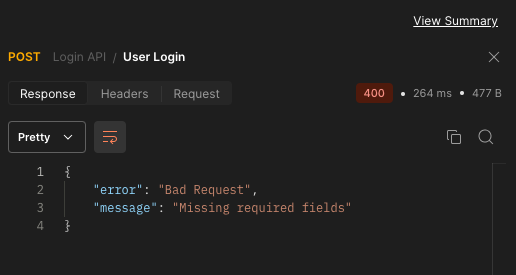 View Summary
POST Login API / User Login
Response Headers Request 400 • 264 ms • 477 B
Pretty
1 {
2 "error": "Bad Request",
3 "message": "Missing required fields"
4 }